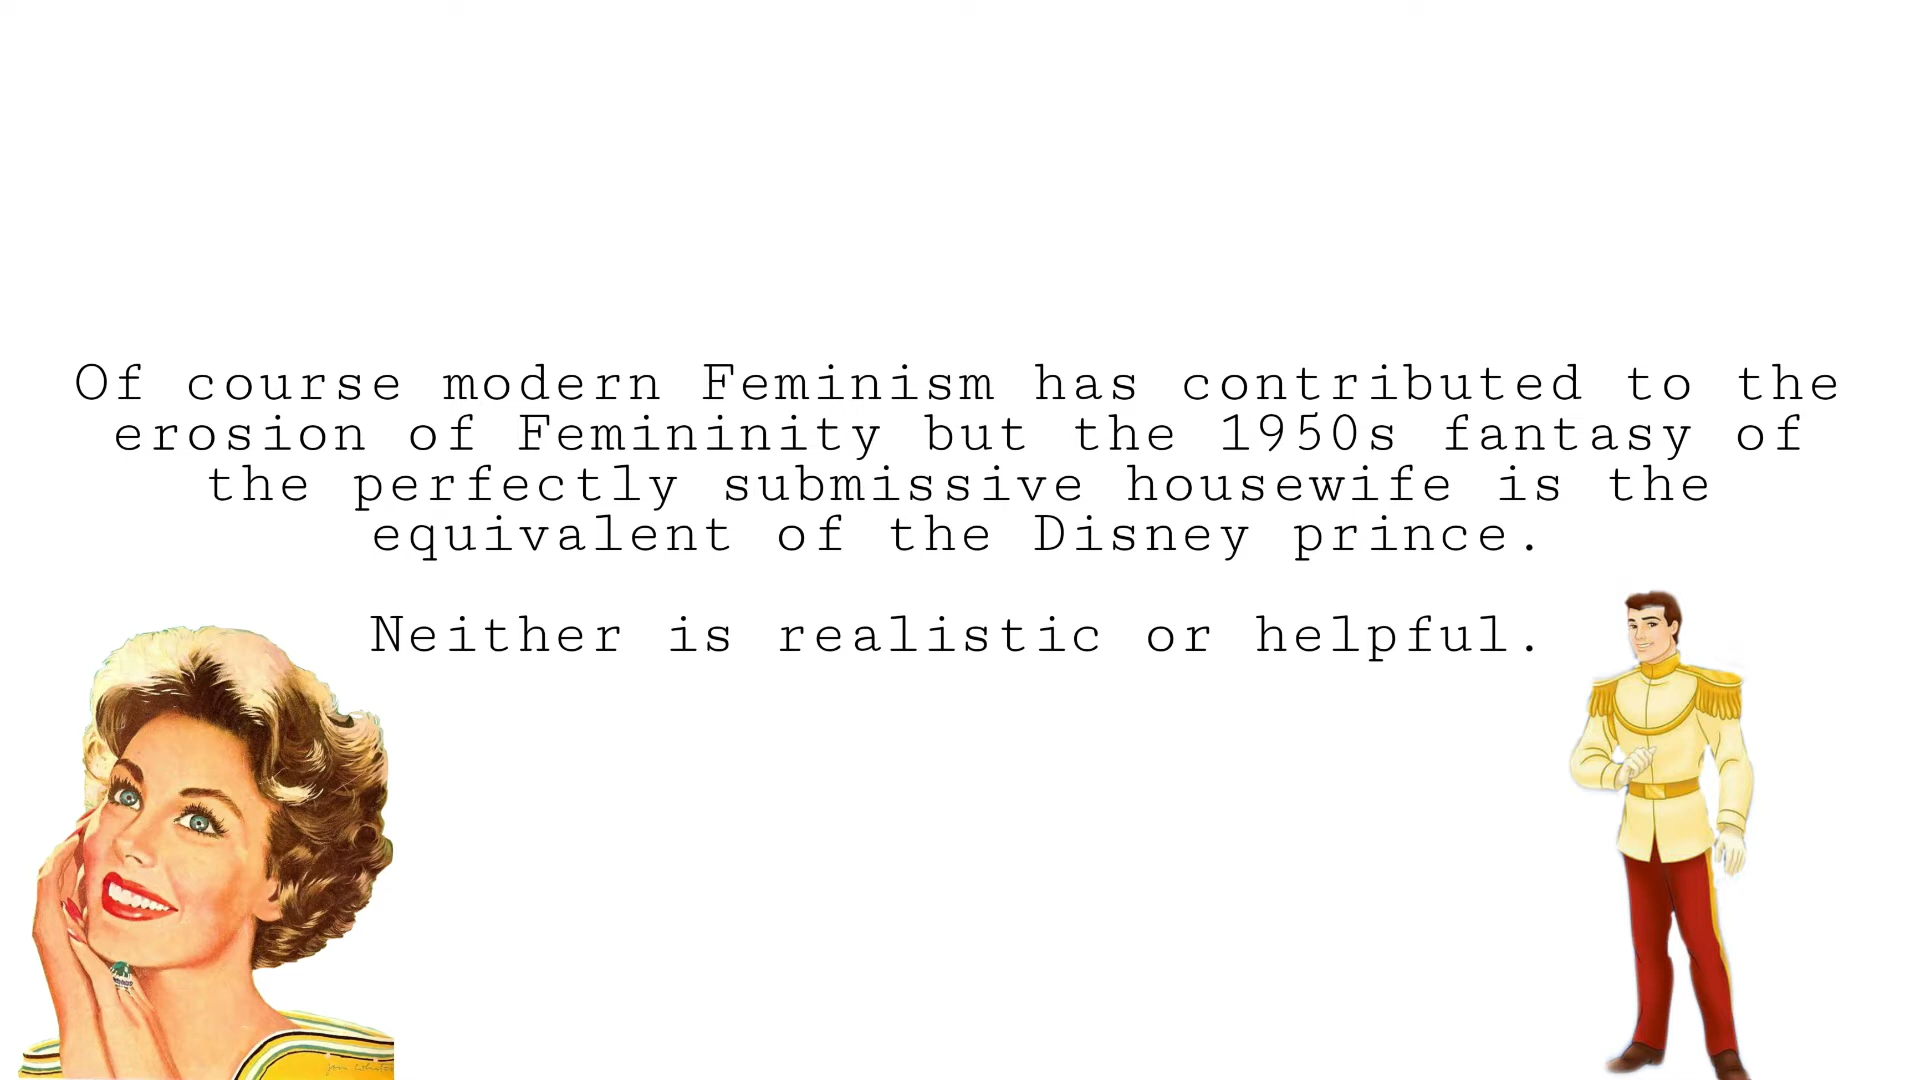 Of course modern Feminism has contributed to the
erosion of Femininity but the 1950s fantasy of
the perfectly submissive housewife is the
equivalent of the Disney prince.
Neither is realistic or helpful.